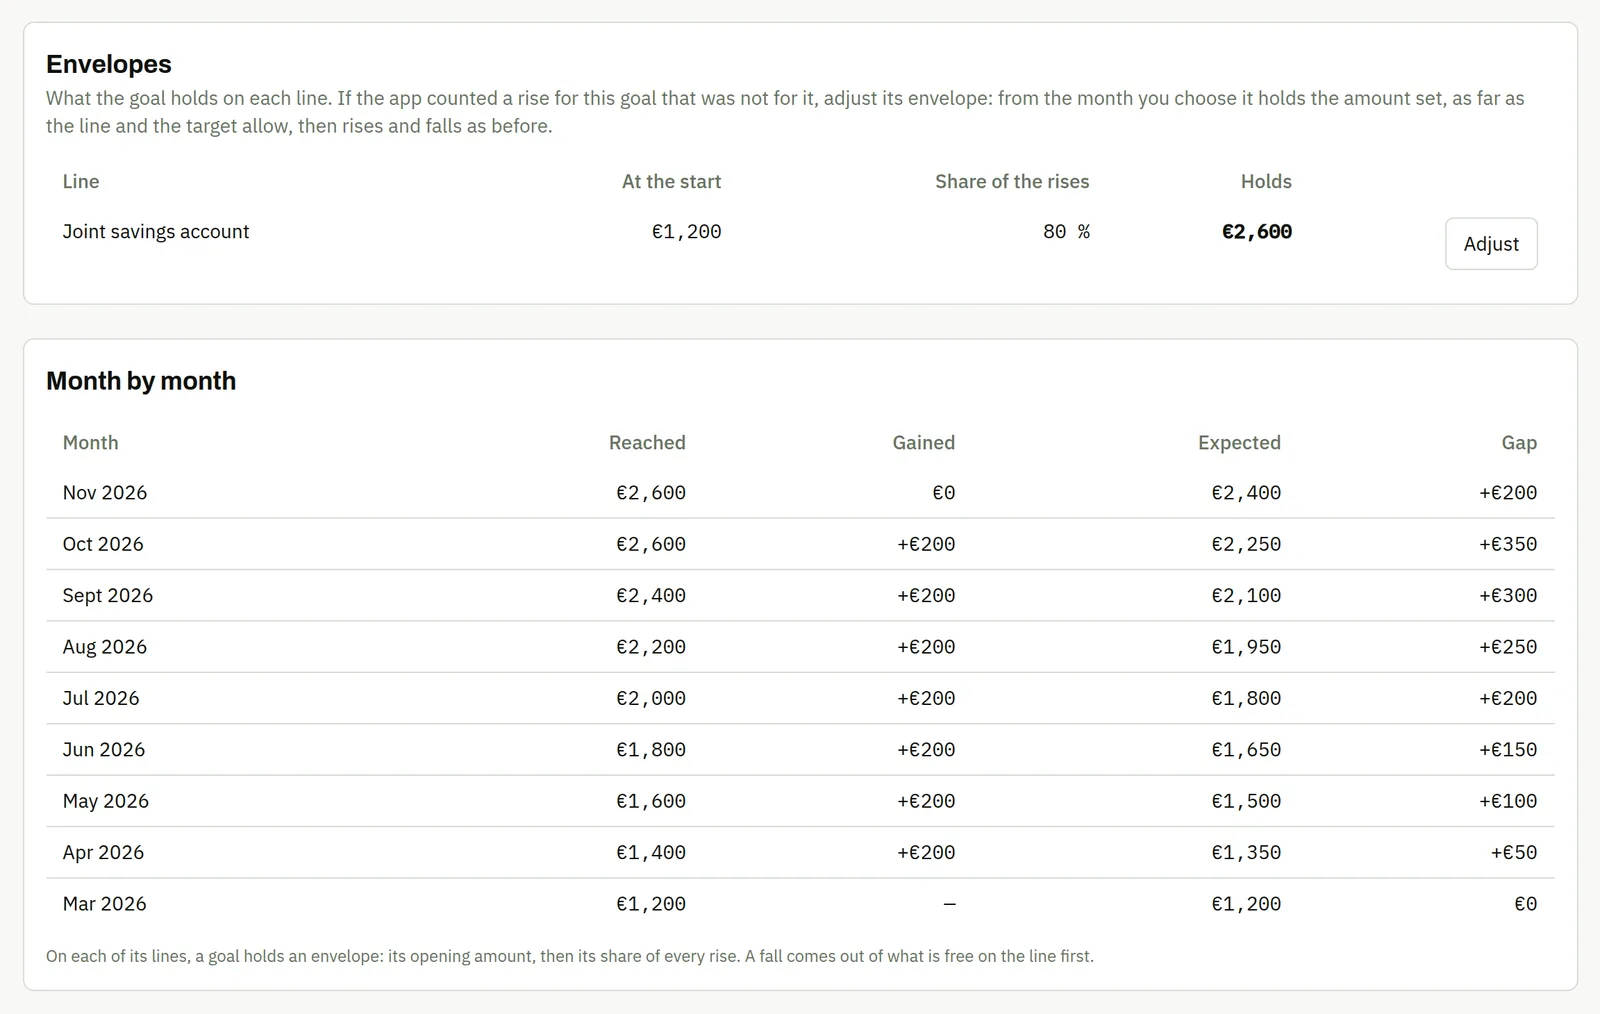 Envelopes
What the goal holds on each line. If the app counted a rise for this goal that was not for it, adjust its envelope: from the month you choose it holds the amount set, as far as
the line and the target allow, then rises and falls as before.
Line At the start Share of the rises Holds
Joint savings account €1,200 80 % €2,600 Adjust
Month by month
Month Reached Gained Expected Gap
Nov 2026 €2,600 €0 €2,400 +€200
Oct 2026 €2,600 +€200 €2,250 +€350
Sept 2026 €2,400 +€200 €2,100 +€300
Aug 2026 €2,200 +€200 €1,950 +€250
Jul 2026 €2,000 +€200 €1,800 +€200
Jun 2026 €1,800 +€200 €1,650 +€150
May 2026 €1,600 +€200 €1,500 +€100
Apr 2026 €1,400 +€200 €1,350 +€50
Mar 2026 €1,200 — €1,200 €0
On each of its lines, a goal holds an envelope: its opening amount, then its share of every rise. A fall comes out of what is free on the line first.